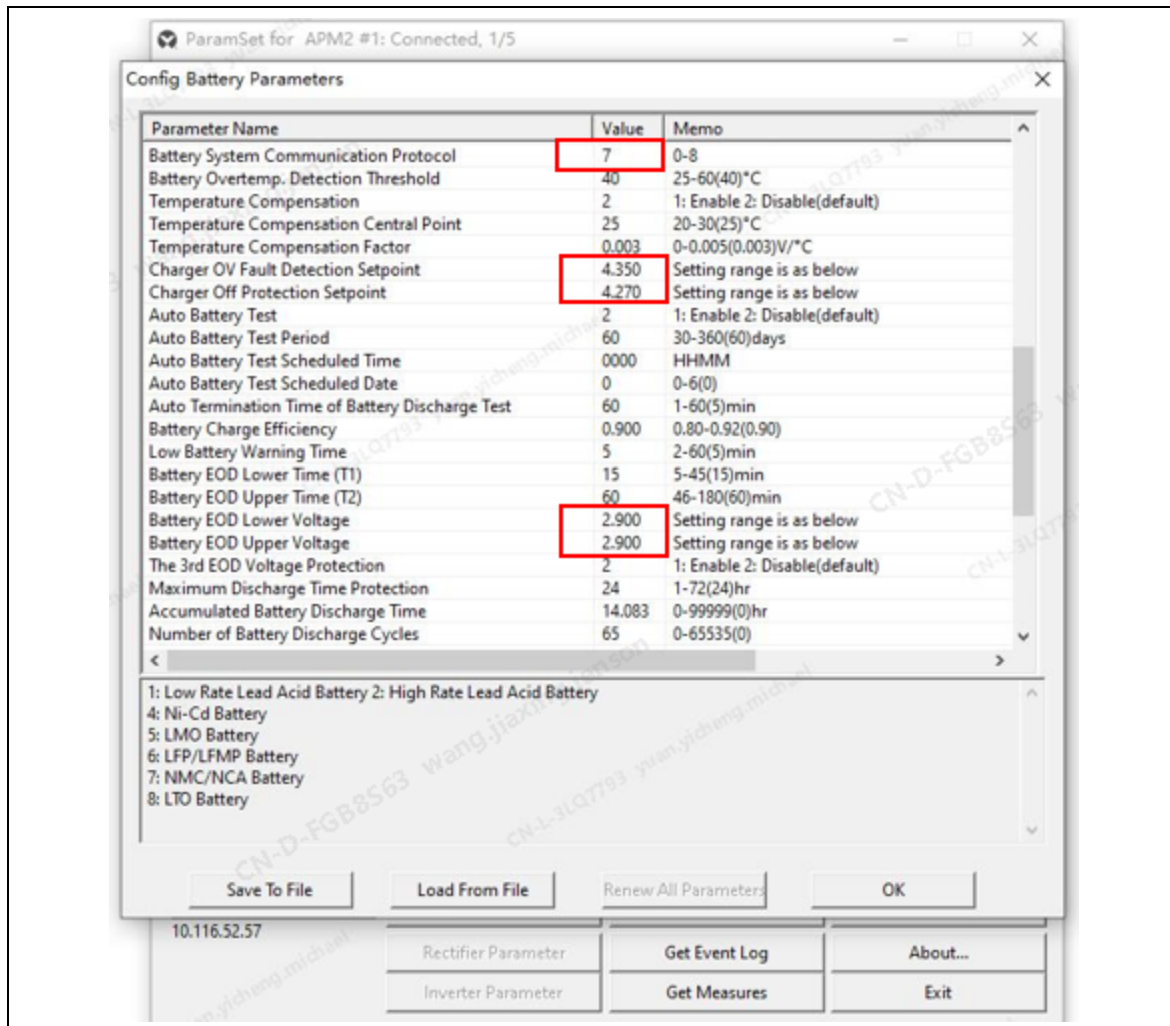 ParamSet for APM2 #1: Connected, 1/5
Config Battery Parameters
Parameter Name Value Memo
Battery System Communication Protocol 7 0-8
Battery Overtemp. Detection Threshold 40 25-60(40)°C
Temperature Compensation 2 1: Enable 2: Disable(default)
Temperature Compensation Central Point 25 20-30(25)°C
Temperature Compensation Factor 0.003 0-0.005(0.003)V/°C
Charger OV Fault Detection Setpoint 4.350 Setting range is as below
Charger Off Protection Setpoint 4.270 Setting range is as below
Auto Battery Test 2 1: Enable 2: Disable(default)
Auto Battery Test Period 60 30-360(60)days
Auto Battery Test Scheduled Time 0000 HHMM
Auto Battery Test Scheduled Date 0 0-6(0)
Auto Termination Time of Battery Discharge Test 60 1-60(5)min
Battery Charge Efficiency 0.900 0.80-0.92(0.90)
Low Battery Warning Time 5 2-60(5)min
Battery EOD Lower Time (T1) 15 5-45(15)min
Battery EOD Upper Time (T2) 60 46-180(60)min
Battery EOD Lower Voltage 2.900 Setting range is as below
Battery EOD Upper Voltage 2.900 Setting range is as below
The 3rd EOD Voltage Protection 2 1: Enable 2: Disable(default)
Maximum Discharge Time Protection 24 1-72(24)hr
Accumulated Battery Discharge Time 14.083 0-99999(0)hr
Number of Battery Discharge Cycles 65 0-65535(0)
1: Low Rate Lead Acid Battery 2: High Rate Lead Acid Battery
4: Ni-Cd Battery
5: LMO Battery
6: LFP/LFMP Battery
7: NMC/NCA Battery
8: LTO Battery
CN-D-FGB8S63 wang.jiaxing.jenson
CN-L-3LQ7793 yuan.yicheng.michael
Save To File Load From File Renew All Parameters OK
10.116.52.57
Rectifier Parameter Get Event Log About...
Inverter Parameter Get Measures Exit